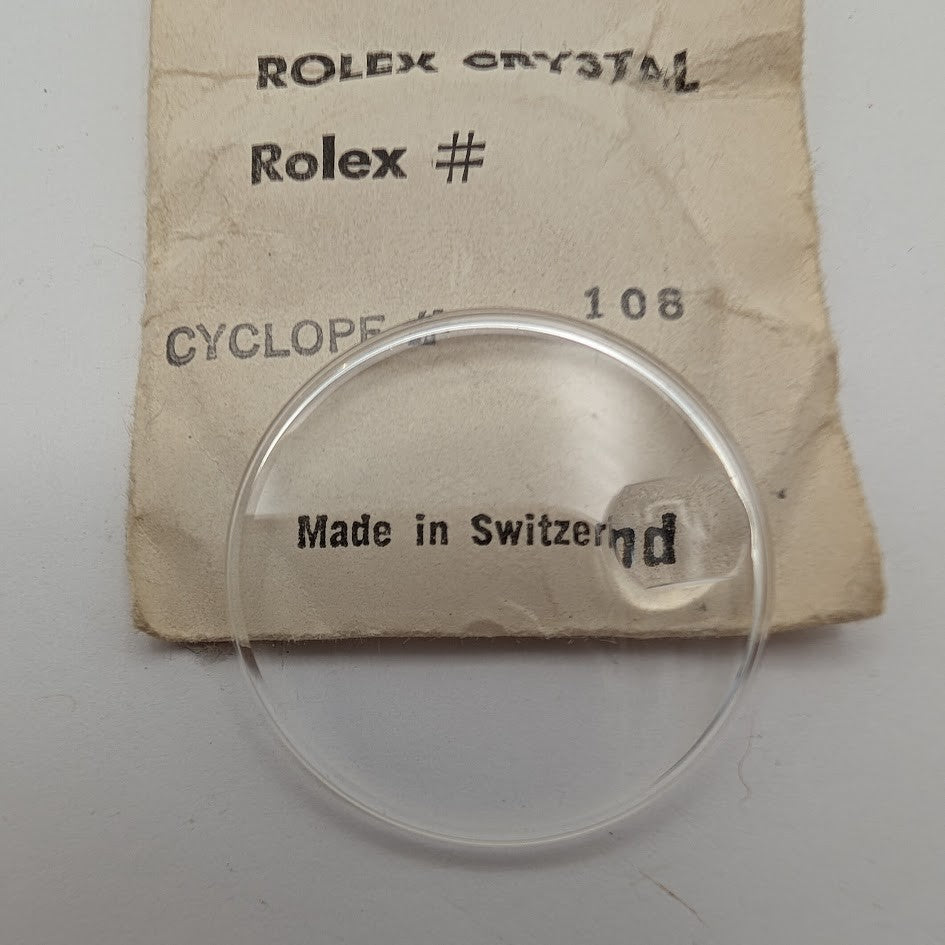 ROLEX CRYSTAL
Rolex #
CYCLOPE # 108
Made in Switzernd